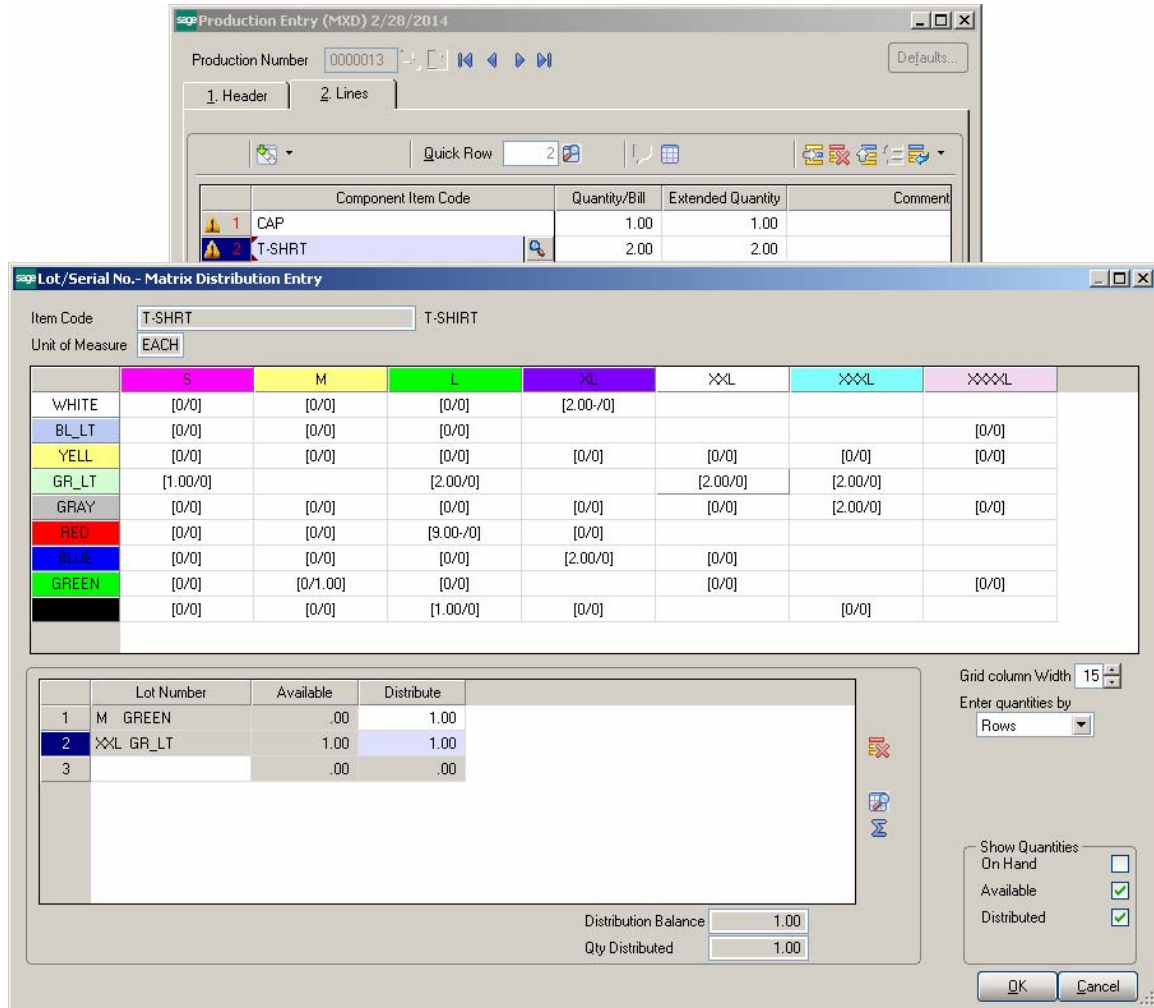 sage Production Entry (MXD) 2/28/2014
Production Number 0000013 Defaults...
1. Header 2. Lines
Quick Row 2
Component Item Code Quantity/Bill Extended Quantity Comment
1 CAP 1.00 1.00
2 T-SHRT 2.00 2.00
sage Lot/Serial No.- Matrix Distribution Entry
Item Code T-SHRT T-SHIRT
Unit of Measure EACH
S M L XL XXL XXXL XXXXL
WHITE [0/0] [0/0] [0/0] [2.00-/0]
BL_LT [0/0] [0/0] [0/0] [0/0]
YELL [0/0] [0/0] [0/0] [0/0] [0/0] [0/0] [0/0]
GR_LT [1.00/0] [2.00/0] [2.00/0] [2.00/0]
GRAY [0/0] [0/0] [0/0] [0/0] [0/0] [2.00/0] [0/0]
RED [0/0] [0/0] [9.00-/0] [0/0]
BLUE [0/0] [0/0] [0/0] [2.00/0] [0/0]
GREEN [0/0] [0/1.00] [0/0] [0/0] [0/0]
[0/0] [0/0] [1.00/0] [0/0] [0/0]
Lot Number Available Distribute
1 M GREEN .00 1.00
2 XXL GR_LT 1.00 1.00
3 .00 .00
Distribution Balance 1.00
Qty Distributed 1.00
Grid column Width 15
Enter quantities by
Rows
Show Quantities
On Hand
Available
Distributed
OK Cancel